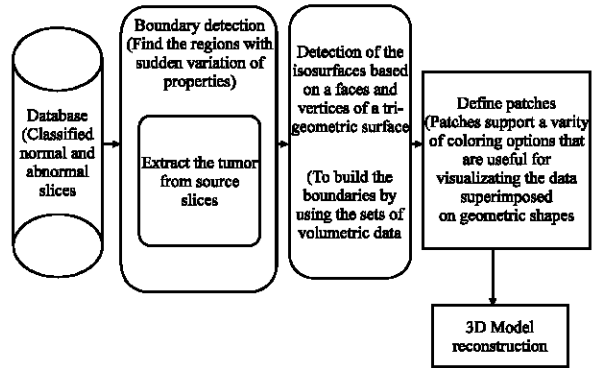 Database
(Classified
normal and
abnormal
slices
Boundary detection
(Find the regions with
sudden variation of
properties)
Extract the tumor
from source
slices
Detection of the
isosurfaces based
on a faces and
vertices of a tri-
geometric surface
(To build the
boundaries by
using the sets of
volumetric data
Define patches
(Patches support a varity
of coloring options that
are useful for
visualizating the data
superimposed
on geometric shapes
3D Model
reconstruction